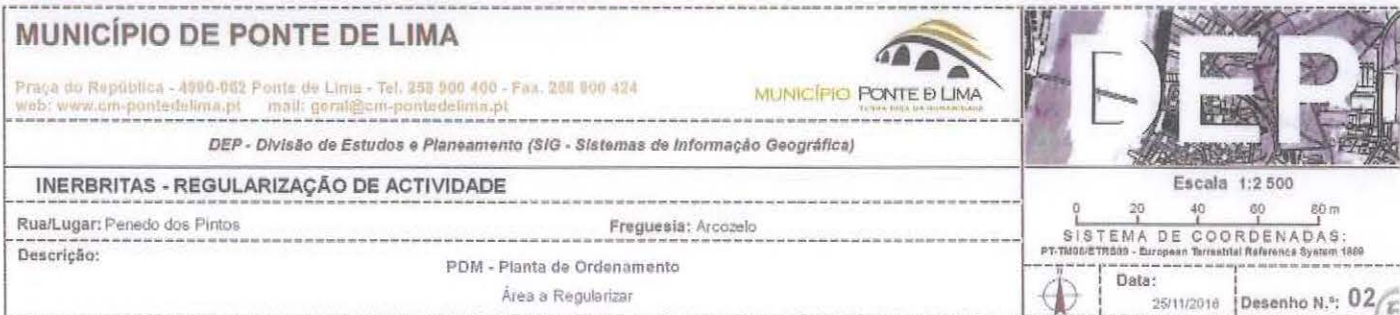 MUNICÍPIO DE PONTE DE LIMA
Praça da República - 4990-062 Ponte de Lima - Tel. 258 900 400 - Fax. 258 900 424
web: www.cm-pontedelima.pt mail: geral@cm-pontedelima.pt
MUNICÍPIO PONTE D LIMA
TERRA RICA DA HUMANIDADE
DEP - Divisão de Estudos e Planeamento (SIG - Sistemas de Informação Geográfica)
INERBRITAS - REGULARIZAÇÃO DE ACTIVIDADE
Rua/Lugar: Penedo dos Pintos Freguesia: Arcozelo
Descrição:
PDM - Planta de Ordenamento
Área a Regularizar
DEP
Escala 1:2 500
0 20 40 60 80 m
SISTEMA DE COORDENADAS:
PT-TM06/ETRS89 - European Terrestrial Reference System 1989
N
Data:
25/11/2016 Desenho N.º: 02